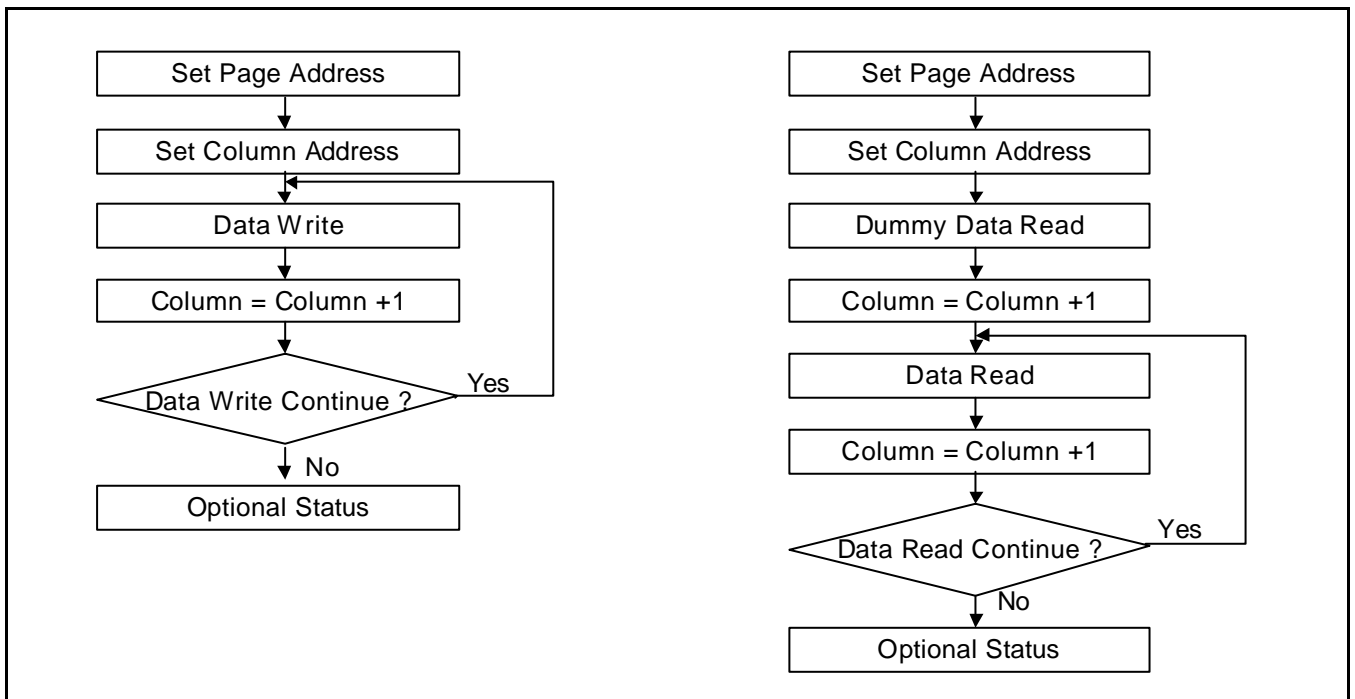 Set Page Address
Set Column Address
Data Write
Column = Column +1
Data Write Continue ?
Yes
No
Optional Status
Set Page Address
Set Column Address
Dummy Data Read
Column = Column +1
Data Read
Column = Column +1
Data Read Continue ?
Yes
No
Optional Status